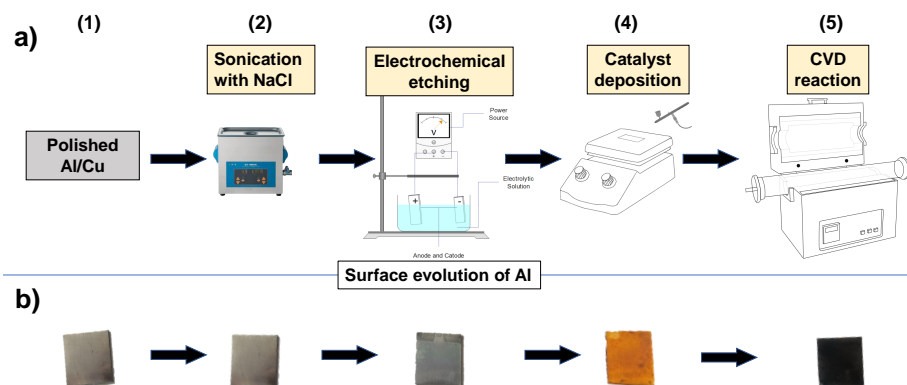 (1)
(2)
(3)
(4)
(5)
a)
Sonication
with NaCl
Electrochemical
etching
Catalyst
deposition
CVD
reaction
Polished
Al/Cu
Power
Source
V
Electrolytic
Solution
+
-
Anode and Catode
Surface evolution of Al
b)